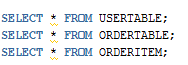 SELECT * FROM USERTABLE;
SELECT * FROM ORDERTABLE;
SELECT * FROM ORDERITEM;